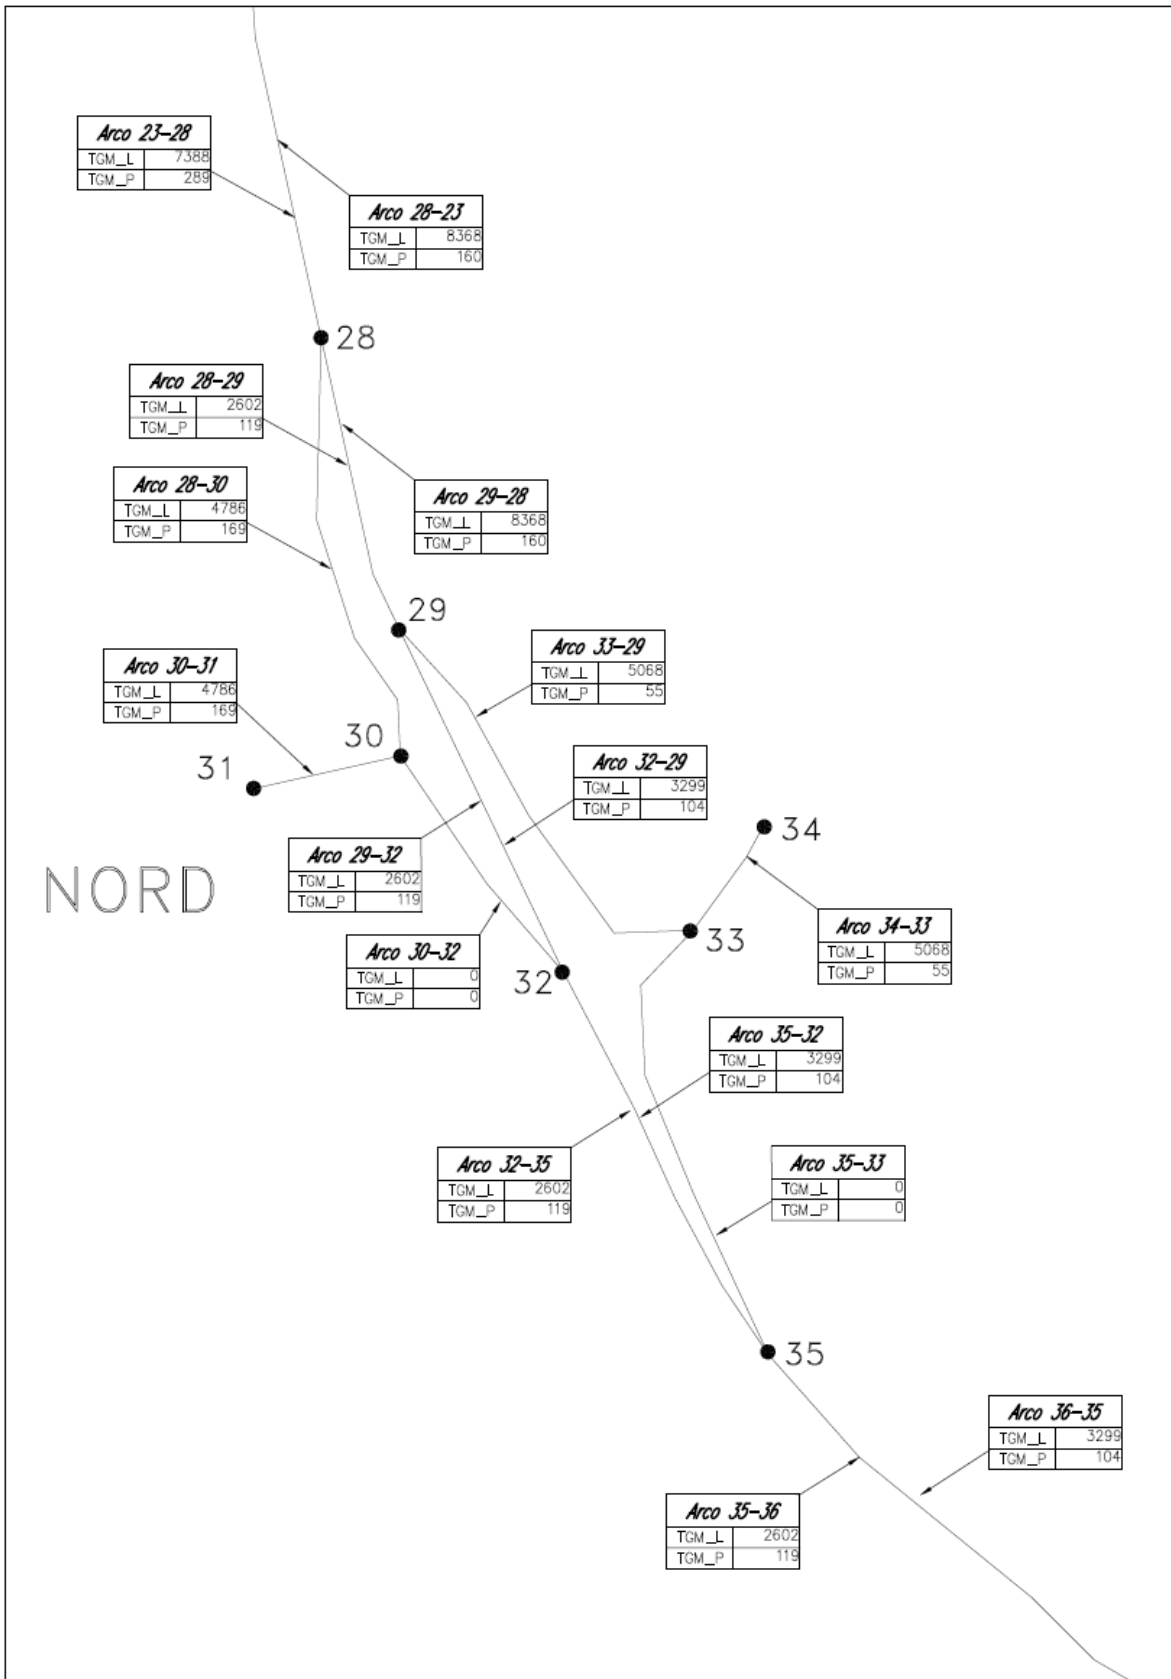 Arco 23-28
TGM_L 7388
TGM_P 289
Arco 28-23
TGM_L 8368
TGM_P 160
28
Arco 28-29
TGM_L 2602
TGM_P 119
Arco 28-30
TGM_L 4786
TGM_P 169
Arco 29-28
TGM_L 8368
TGM_P 160
29
Arco 33-29
TGM_L 5068
TGM_P 55
Arco 30-31
TGM_L 4786
TGM_P 169
30
31
Arco 32-29
TGM_L 3299
TGM_P 104
34
Arco 29-32
TGM_L 2602
TGM_P 119
NORD
Arco 34-33
TGM_L 5068
TGM_P 55
33
Arco 30-32
TGM_L 0
TGM_P 0
32
Arco 35-32
TGM_L 3299
TGM_P 104
Arco 32-35
TGM_L 2602
TGM_P 119
Arco 35-33
TGM_L 0
TGM_P 0
35
Arco 36-35
TGM_L 3299
TGM_P 104
Arco 35-36
TGM_L 2602
TGM_P 119